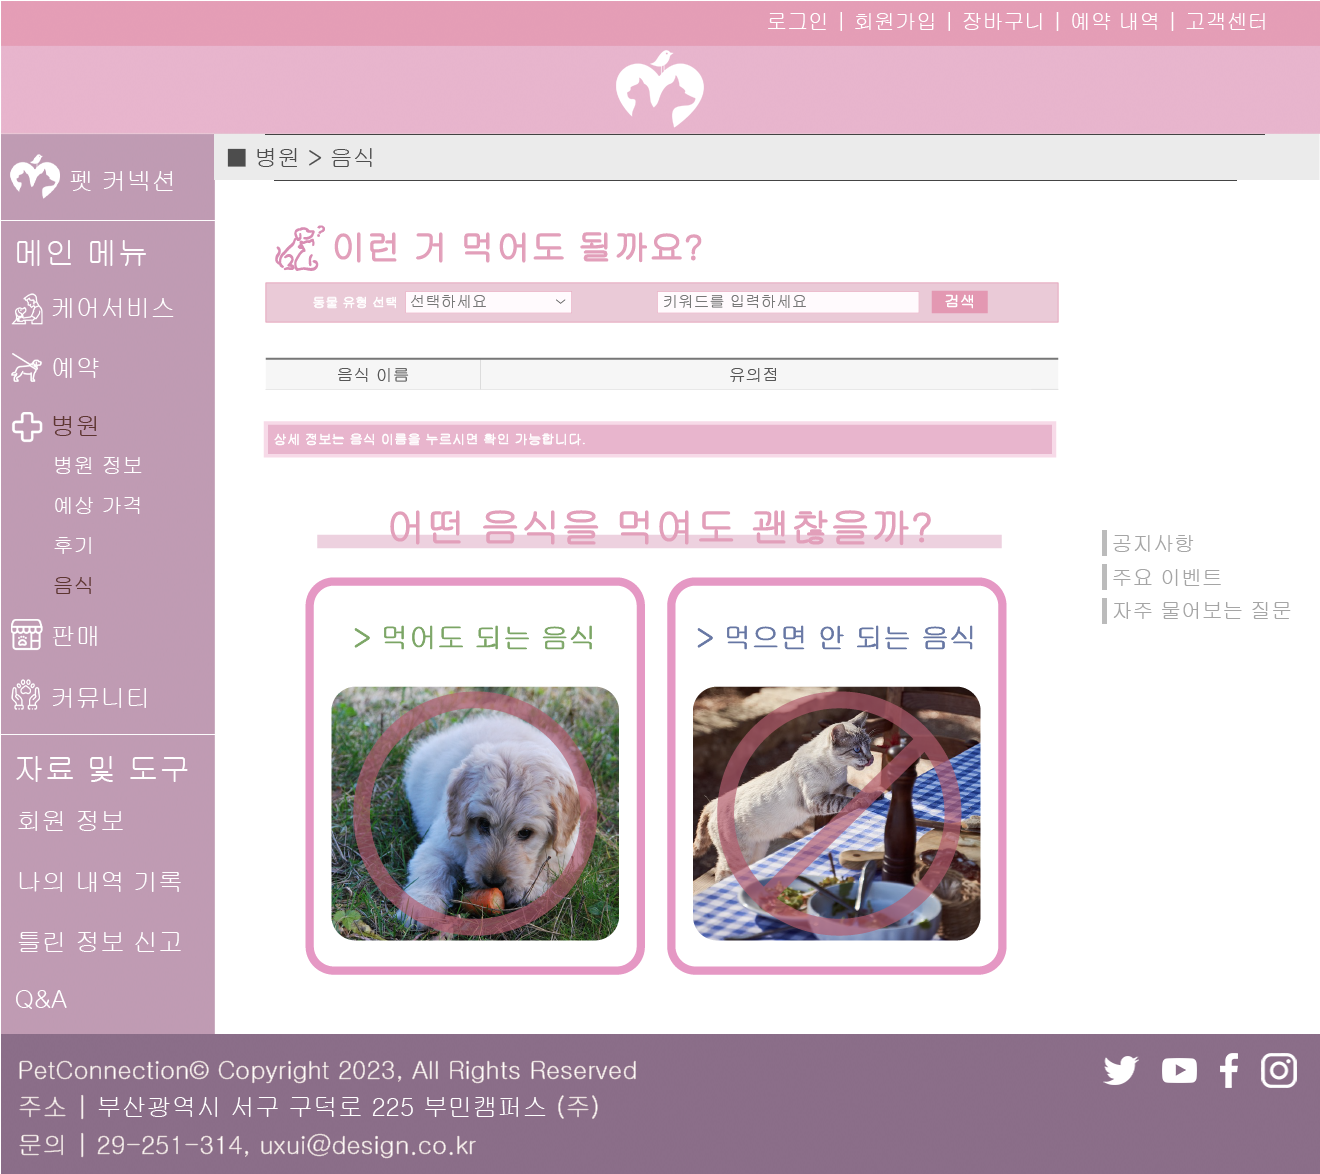 로그인 | 회원가입 | 장바구니 | 예약 내역 | 고객센터
펫 커넥션
■ 병원 > 음식
메인 메뉴
케어서비스
예약
병원
병원 정보
예상 가격
후기
음식
판매
커뮤니티
자료 및 도구
회원 정보
나의 내역 기록
틀린 정보 신고
Q&A
이런 거 먹어도 될까요?
동물 유형 선택 선택하세요 키워드를 입력하세요 검색
음식 이름 유의점
상세 정보는 음식 이름을 누르시면 확인 가능합니다.
어떤 음식을 먹여도 괜찮을까?
> 먹어도 되는 음식
> 먹으면 안 되는 음식
공지사항
주요 이벤트
자주 물어보는 질문
PetConnection© Copyright 2023, All Rights Reserved
주소 | 부산광역시 서구 구덕로 225 부민캠퍼스 (주)
문의 | 29-251-314, uxui@design.co.kr